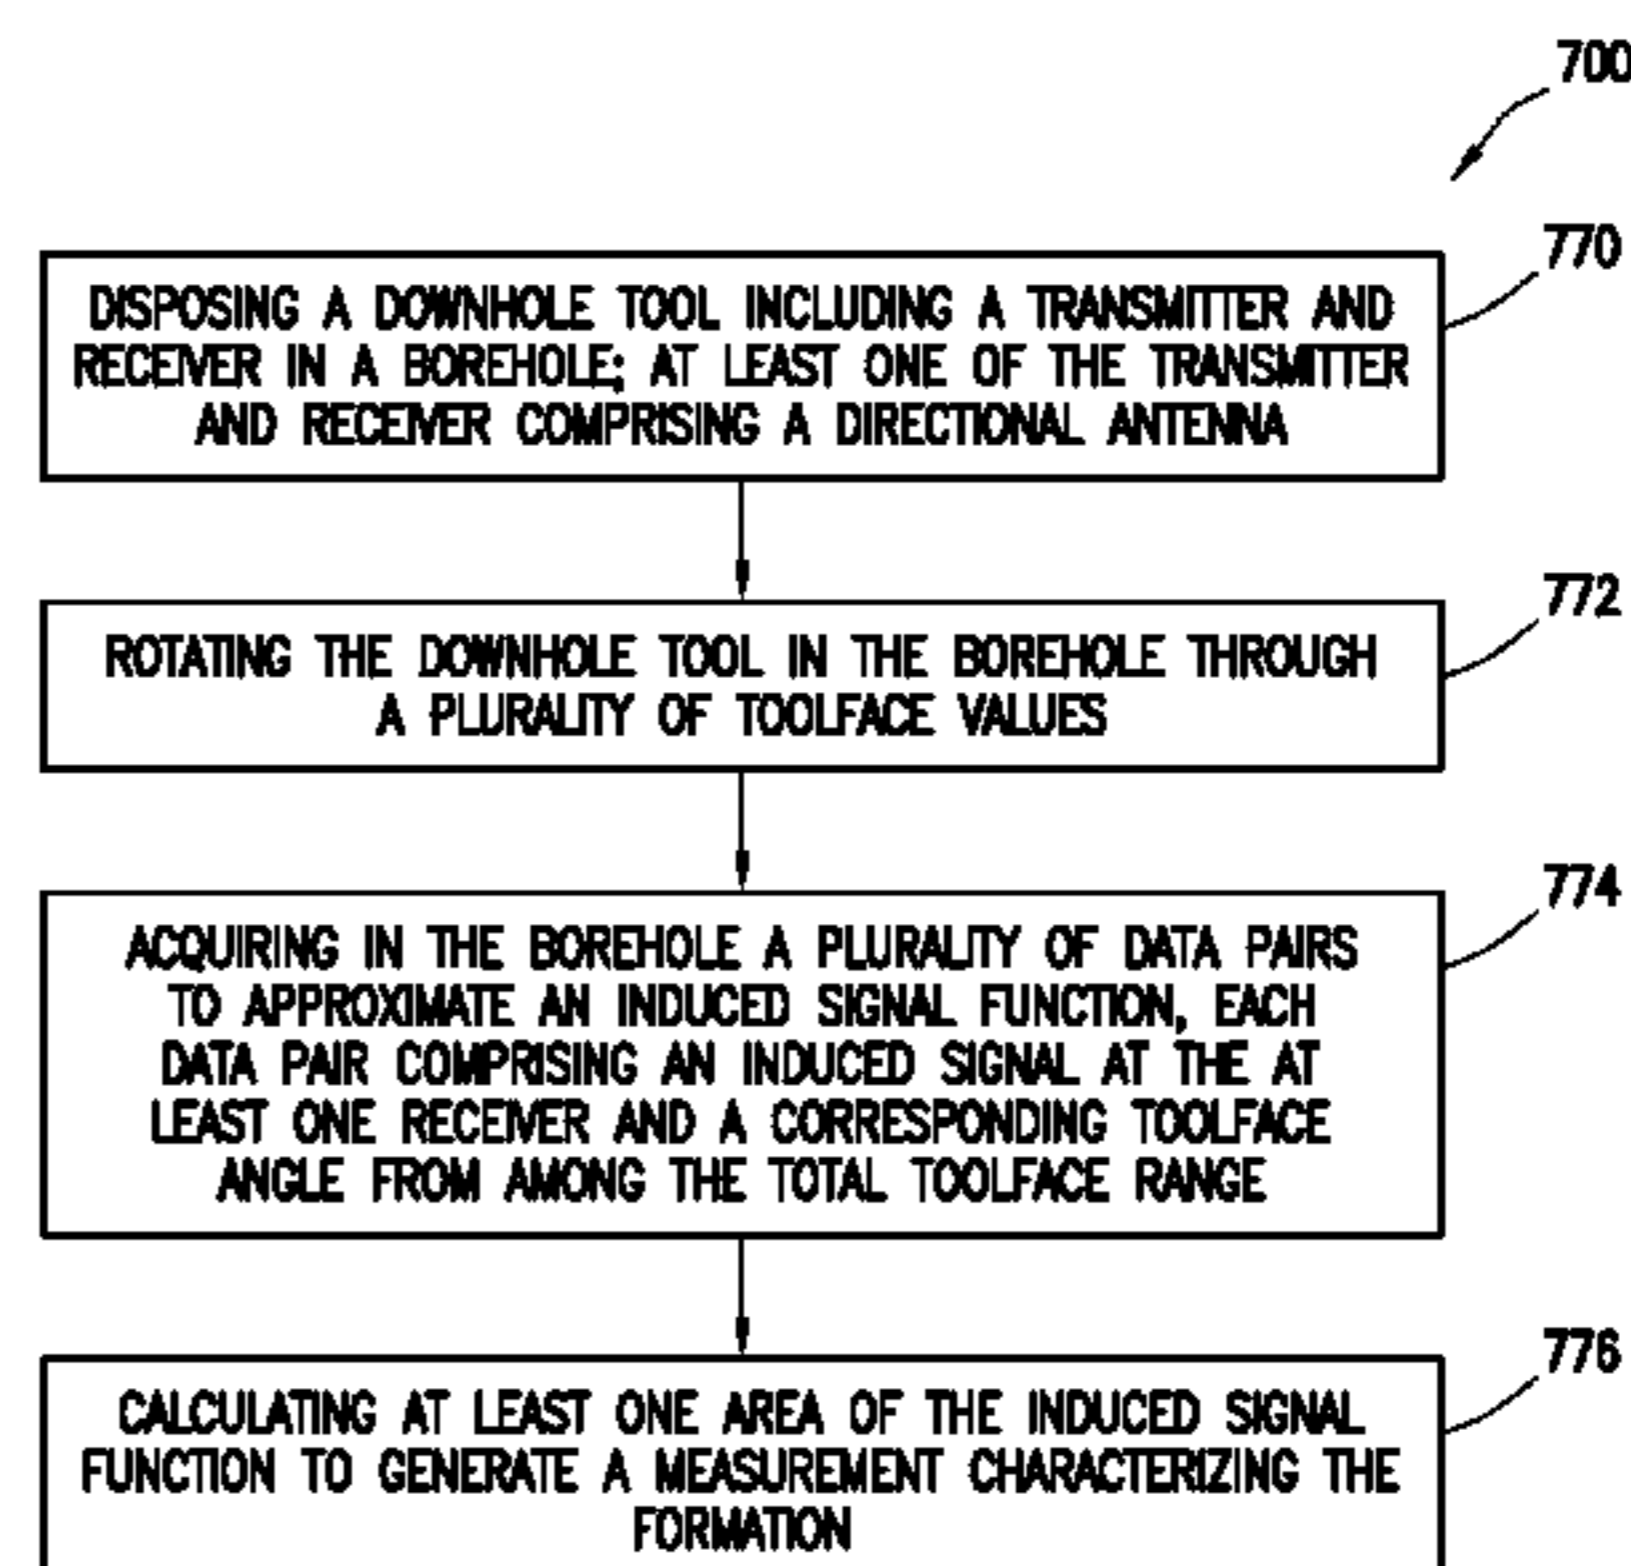 700
770
DISPOSING A DOWNHOLE TOOL INCLUDING A TRANSMITTER AND
RECEIVER IN A BOREHOLE; AT LEAST ONE OF THE TRANSMITTER
AND RECEIVER COMPRISING A DIRECTIONAL ANTENNA
772
ROTATING THE DOWNHOLE TOOL IN THE BOREHOLE THROUGH
A PLURALITY OF TOOLFACE VALUES
774
ACQUIRING IN THE BOREHOLE A PLURALITY OF DATA PAIRS
TO APPROXIMATE AN INDUCED SIGNAL FUNCTION, EACH
DATA PAIR COMPRISING AN INDUCED SIGNAL AT THE AT
LEAST ONE RECEIVER AND A CORRESPONDING TOOLFACE
ANGLE FROM AMONG THE TOTAL TOOLFACE RANGE
776
CALCULATING AT LEAST ONE AREA OF THE INDUCED SIGNAL
FUNCTION TO GENERATE A MEASUREMENT CHARACTERIZING THE
FORMATION